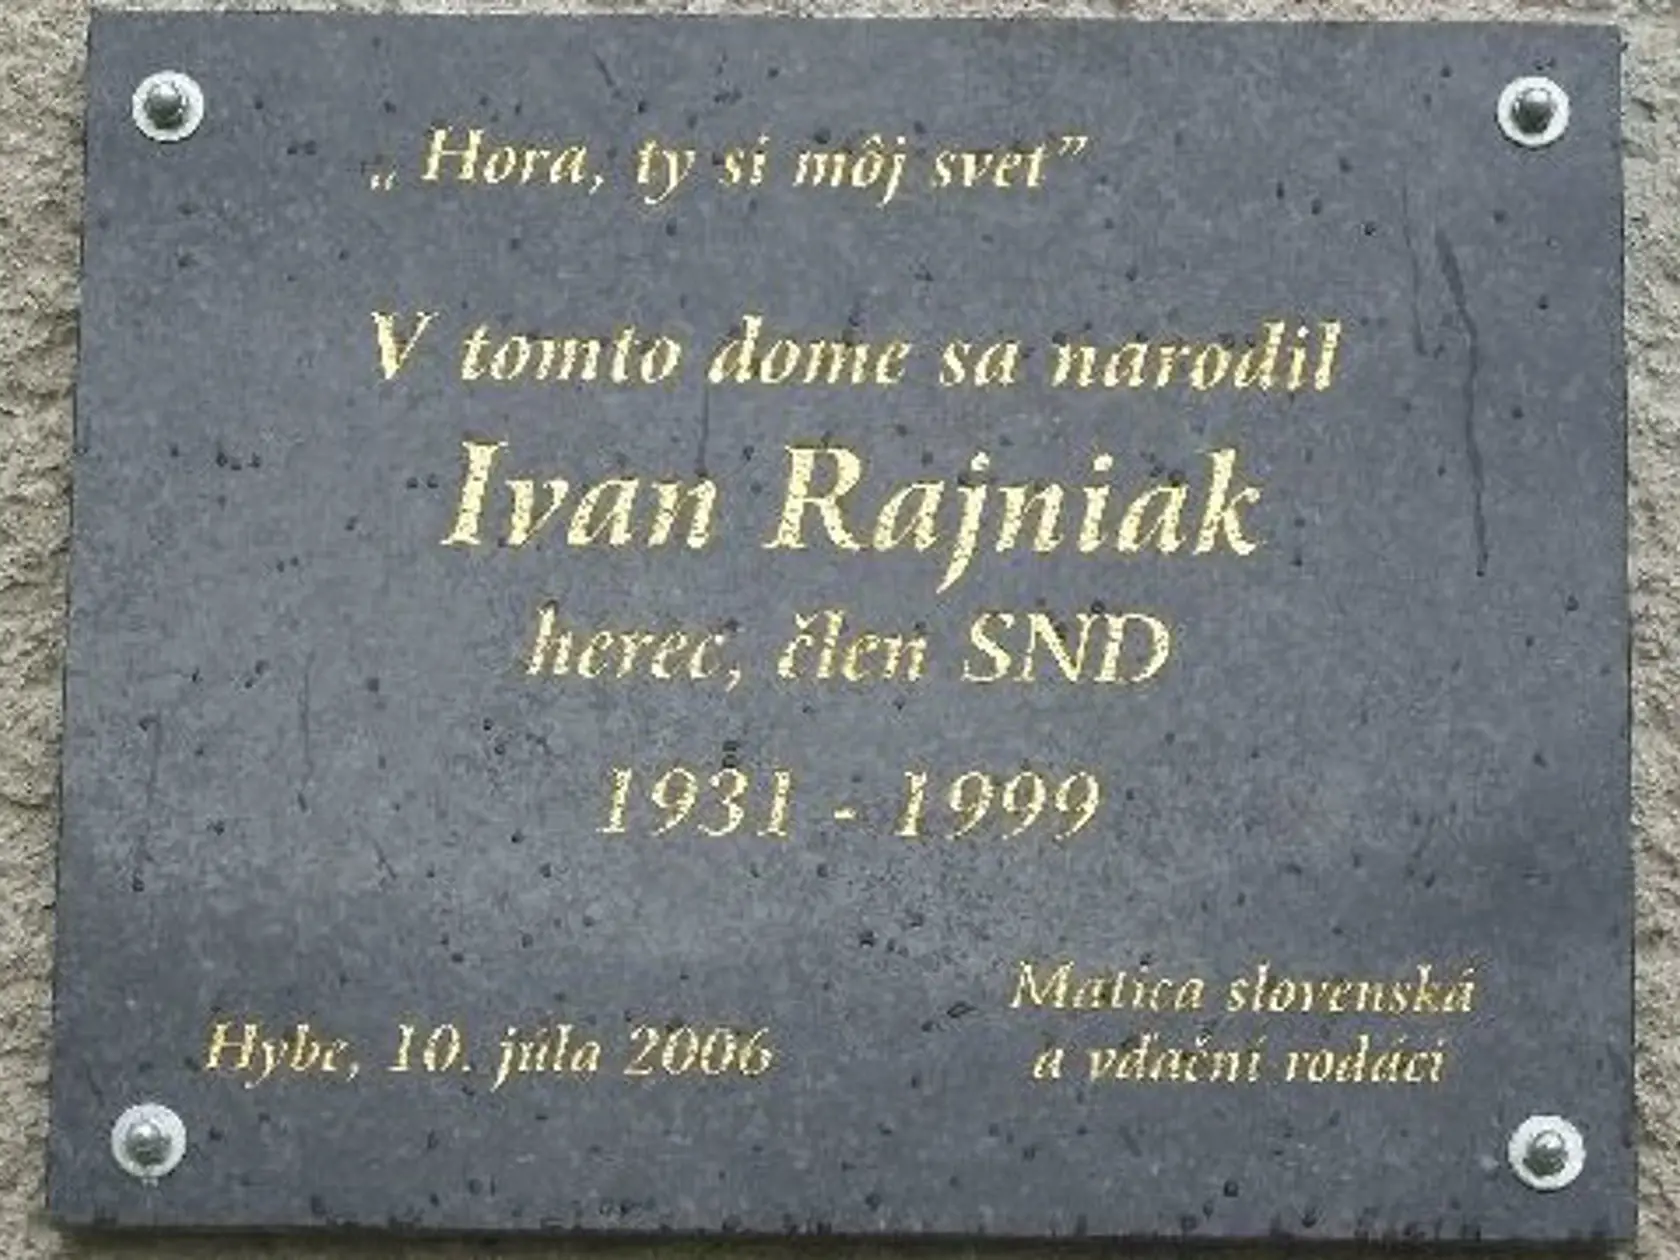 „Hora, ty si môj svet”
V tomto dome sa narodil
Ivan Rajniak
herec, člen SND
1931 - 1999
Matica slovenská
a vďační rodáci
Hybe, 10. júla 2006